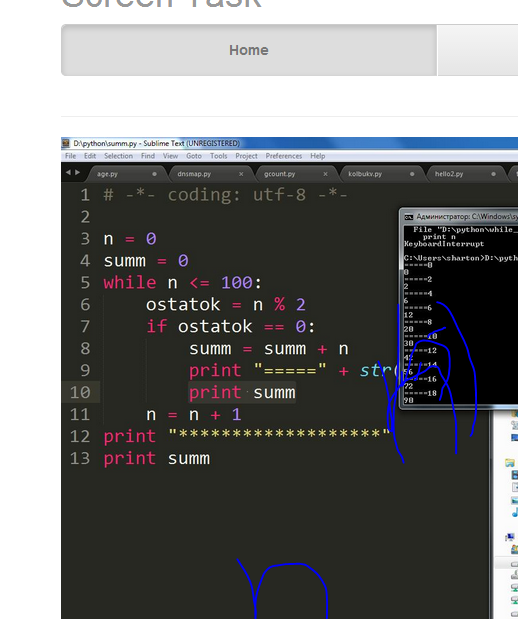 Screen Task
Home
D:\python\summ.py - Sublime Text (UNREGISTERED)
File Edit Selection Find View Goto Tools Project Preferences Help
age.py dnsmap.py gcount.py kolbukv.py hello2.py
1 # -*- coding: utf-8 -*-
2
3 n = 0
4 summ = 0
5 while n <= 100:
6 ostatok = n % 2
7 if ostatok == 0:
8 summ = summ + n
9 print "=====" + str(
10 print summ
11 n = n + 1
12 print "*******************"
13 print summ
Администратор: C:\Windows\sy
File "D:\python\while_
print n
KeyboardInterrupt
C:\Users\sharton>D:\pyth
=====0
0
=====2
2
=====4
6
=====6
12
=====8
20
=====10
30
=====12
42
=====14
56
=====16
72
=====18
90